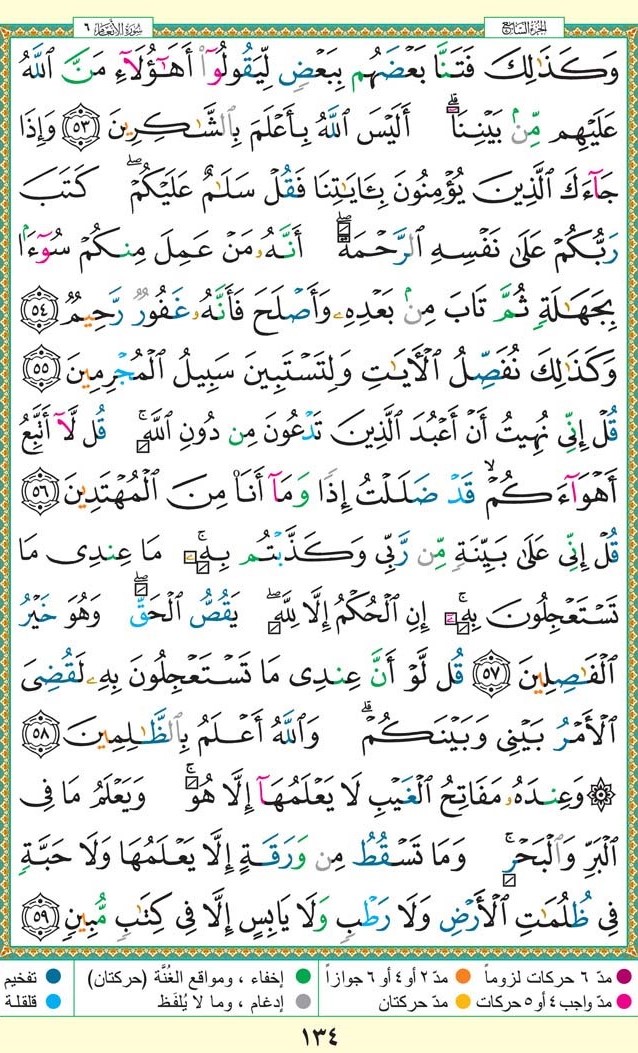 الجزء السابع
سورة الأنعام ٦
وَكَذَٰلِكَ فَتَنَّا بَعْضَهُم بِبَعْضٍ لِّيَقُولُوٓا۟ أَهَٰٓؤُلَآءِ مَنَّ ٱللَّهُ
عَلَيْهِم مِّنۢ بَيْنِنَآ ۗ أَلَيْسَ ٱللَّهُ بِأَعْلَمَ بِٱلشَّٰكِرِينَ ٥٣ وَإِذَا
جَآءَكَ ٱلَّذِينَ يُؤْمِنُونَ بِـَٔايَٰتِنَا فَقُلْ سَلَٰمٌ عَلَيْكُمْ ۖ كَتَبَ
رَبُّكُمْ عَلَىٰ نَفْسِهِ ٱلرَّحْمَةَ ۖ أَنَّهُۥ مَنْ عَمِلَ مِنكُمْ سُوٓءًۢا
بِجَهَٰلَةٍ ثُمَّ تَابَ مِنۢ بَعْدِهِۦ وَأَصْلَحَ فَأَنَّهُۥ غَفُورٌ رَّحِيمٌ ٥٤
وَكَذَٰلِكَ نُفَصِّلُ ٱلْـَٔايَٰتِ وَلِتَسْتَبِينَ سَبِيلُ ٱلْمُجْرِمِينَ ٥٥
قُلْ إِنِّى نُهِيتُ أَنْ أَعْبُدَ ٱلَّذِينَ تَدْعُونَ مِن دُونِ ٱللَّهِ ۚ قُل لَّآ أَتَّبِعُ
أَهْوَآءَكُمْ ۙ قَدْ ضَلَلْتُ إِذًا وَمَآ أَنَا۠ مِنَ ٱلْمُهْتَدِينَ ٥٦
قُلْ إِنِّى عَلَىٰ بَيِّنَةٍ مِّن رَّبِّى وَكَذَّبْتُم بِهِۦ ۚ مَا عِندِى مَا
تَسْتَعْجِلُونَ بِهِۦٓ ۚ إِنِ ٱلْحُكْمُ إِلَّا لِلَّهِ ۖ يَقُصُّ ٱلْحَقَّ ۖ وَهُوَ خَيْرُ
ٱلْفَٰصِلِينَ ٥٧ قُل لَّوْ أَنَّ عِندِى مَا تَسْتَعْجِلُونَ بِهِۦ لَقُضِىَ
ٱلْأَمْرُ بَيْنِى وَبَيْنَكُمْ ۗ وَٱللَّهُ أَعْلَمُ بِٱلظَّٰلِمِينَ ٥٨
۞ وَعِندَهُۥ مَفَاتِحُ ٱلْغَيْبِ لَا يَعْلَمُهَآ إِلَّا هُوَ ۚ وَيَعْلَمُ مَا فِى
ٱلْبَرِّ وَٱلْبَحْرِ ۚ وَمَا تَسْقُطُ مِن وَرَقَةٍ إِلَّا يَعْلَمُهَا وَلَا حَبَّةٍ
فِى ظُلُمَٰتِ ٱلْأَرْضِ وَلَا رَطْبٍ وَلَا يَابِسٍ إِلَّا فِى كِتَٰبٍ مُّبِينٍ ٥٩
مدّ ٦ حركات لزوماً مدّ ٢ أو ٤ أو ٦ جوازاً إخفاء ، ومواقع الغُنَّة (حركتان) تفخيم
مدّ واجب ٤ أو ٥ حركات مدّ حركتان إدغام ، وما لا يُلفَظ قلقلة
١٣٤